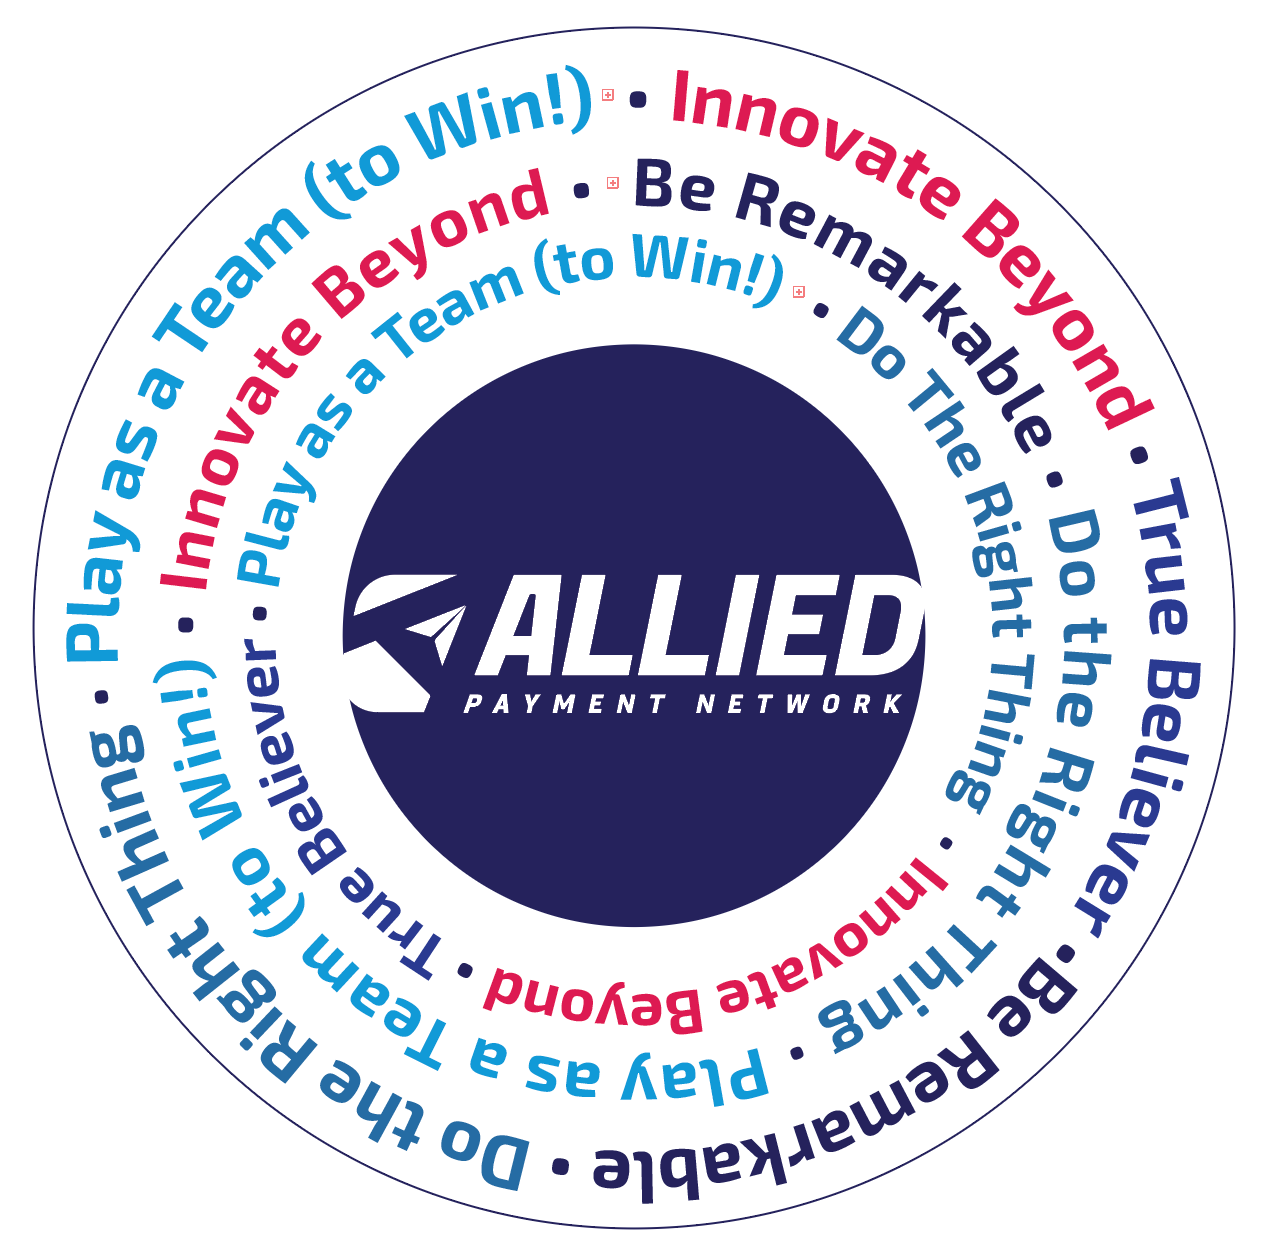 Innovate Beyond • True Believer • Be Remarkable • Do the Right Thing • Play as a Team (to Win!) •
Be Remarkable • Do the Right Thing • Play as a Team (to Win!) • Innovate Beyond •
Play as a Team (to Win!) • Do The Right Thing • Innovate Beyond • True Believer •
ALLIED
PAYMENT NETWORK